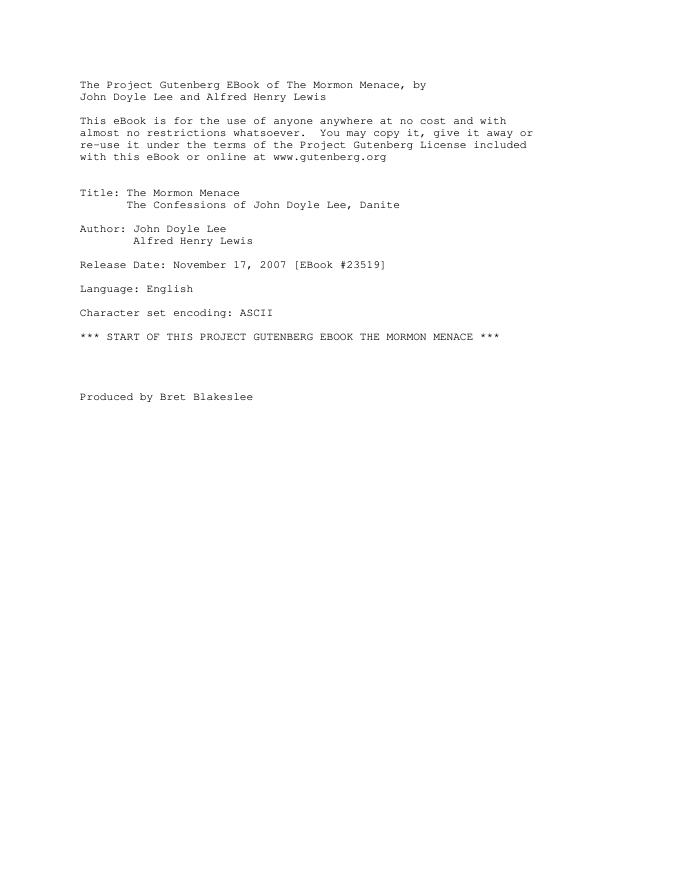 The Project Gutenberg EBook of The Mormon Menace, by
John Doyle Lee and Alfred Henry Lewis
This eBook is for the use of anyone anywhere at no cost and with
almost no restrictions whatsoever.  You may copy it, give it away or
re-use it under the terms of the Project Gutenberg License included
with this eBook or online at www.gutenberg.org
Title: The Mormon Menace
The Confessions of John Doyle Lee, Danite
Author: John Doyle Lee
Alfred Henry Lewis
Release Date: November 17, 2007 [EBook #23519]
Language: English
Character set encoding: ASCII
*** START OF THIS PROJECT GUTENBERG EBOOK THE MORMON MENACE ***
Produced by Bret Blakeslee